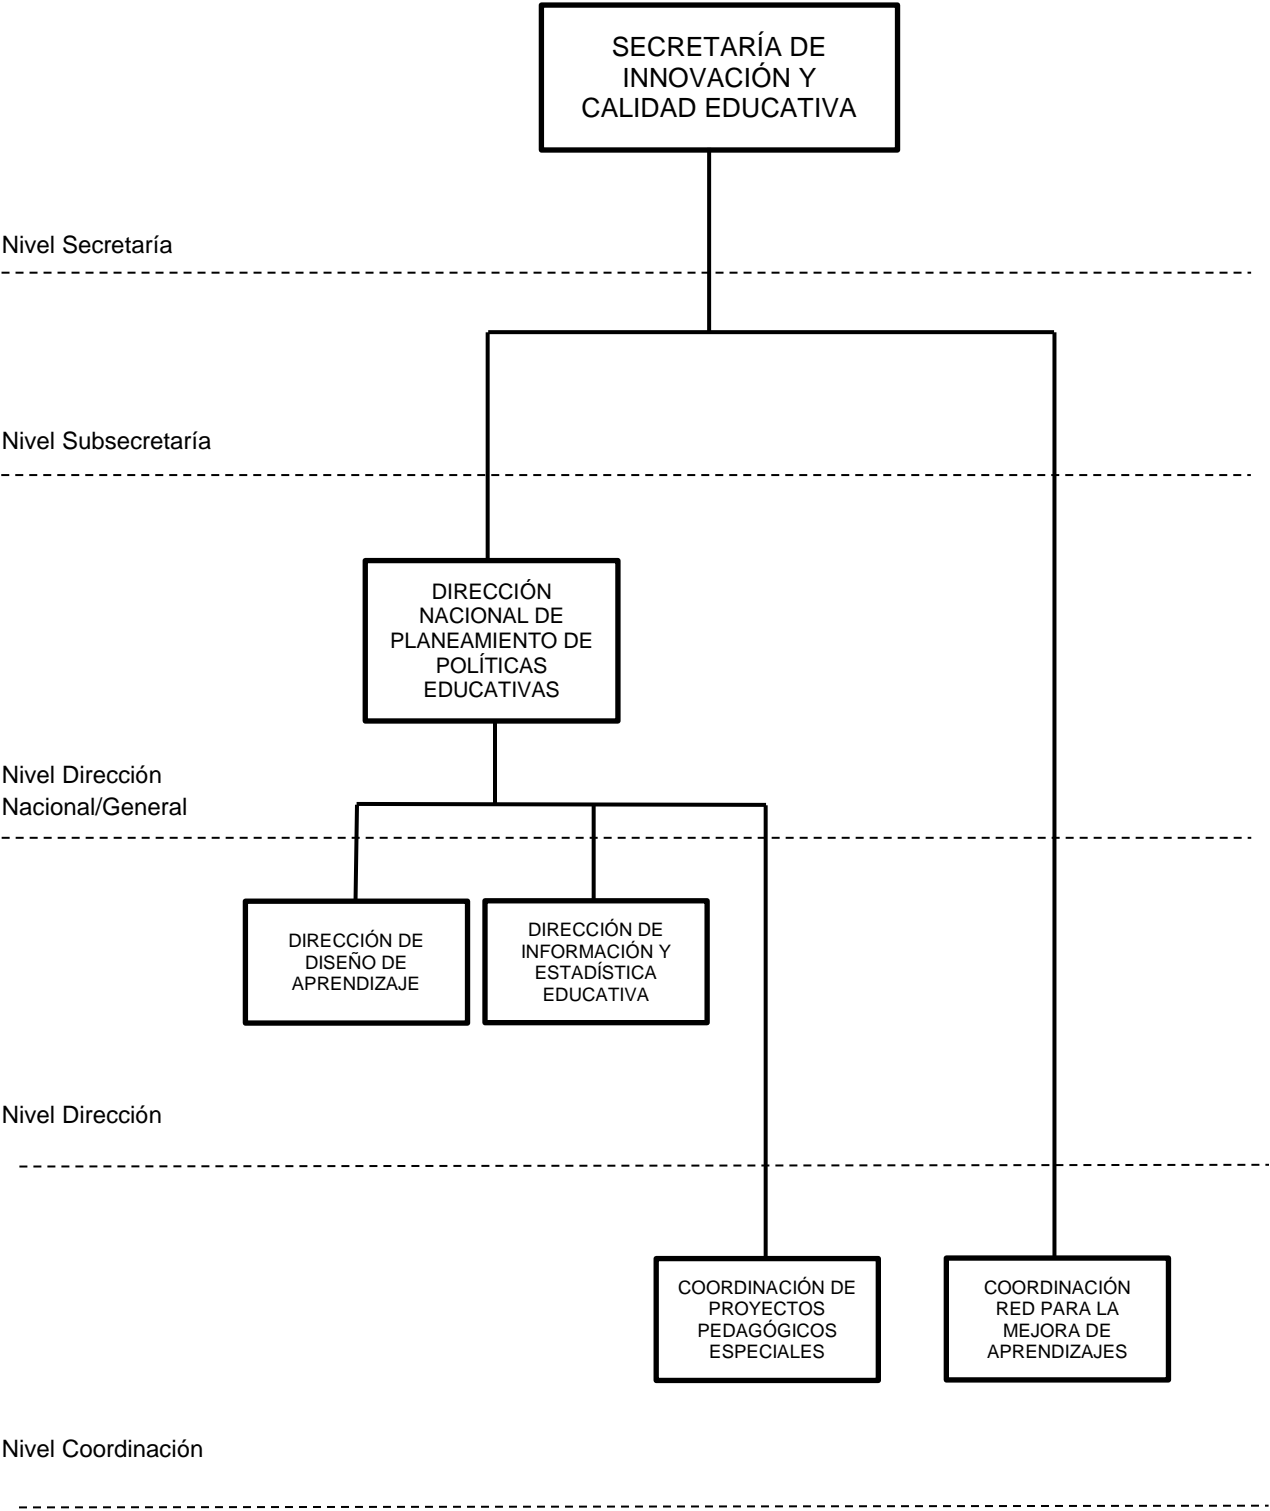 SECRETARÍA DE
INNOVACIÓN Y
CALIDAD EDUCATIVA
Nivel Secretaría
Nivel Subsecretaría
DIRECCIÓN
NACIONAL DE
PLANEAMIENTO DE
POLÍTICAS
EDUCATIVAS
Nivel Dirección
Nacional/General
DIRECCIÓN DE
DISEÑO DE
APRENDIZAJE
DIRECCIÓN DE
INFORMACIÓN Y
ESTADÍSTICA
EDUCATIVA
Nivel Dirección
COORDINACIÓN DE
PROYECTOS
PEDAGÓGICOS
ESPECIALES
COORDINACIÓN
RED PARA LA
MEJORA DE
APRENDIZAJES
Nivel Coordinación